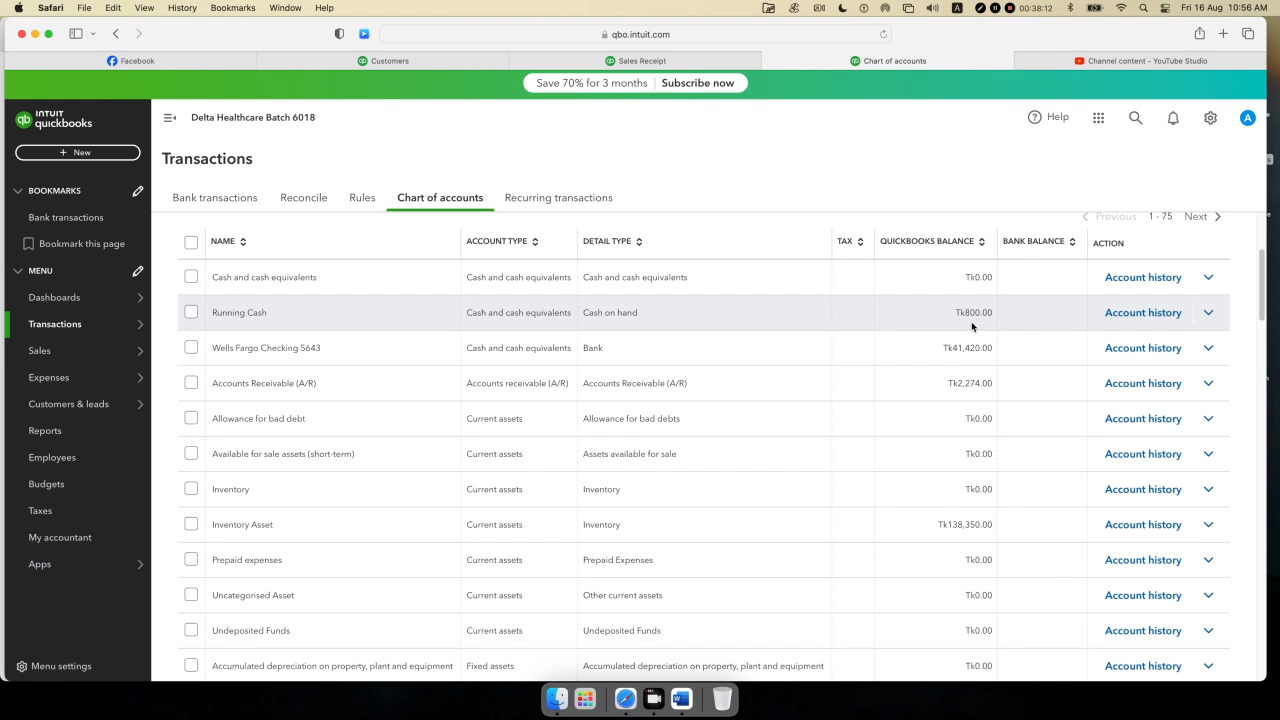 Safari File Edit View History Bookmarks Window Help 00:38:12 Fri 16 Aug 10:56 AM
qbo.intuit.com
Facebook Customers Sales Receipt Chart of accounts Channel content – YouTube Studio
Save 70% for 3 months Subscribe now
INTUIT quickbooks
Delta Healthcare Batch 6018
Help
A
+ New
Transactions
BOOKMARKS
Bank transactions
Bookmark this page
MENU
Dashboards
Transactions
Sales
Expenses
Customers & leads
Reports
Employees
Budgets
Taxes
My accountant
Apps
Menu settings
Bank transactions Reconcile Rules Chart of accounts Recurring transactions
Previous 1 - 75 Next
NAME ACCOUNT TYPE DETAIL TYPE TAX QUICKBOOKS BALANCE BANK BALANCE ACTION
Cash and cash equivalents Cash and cash equivalents Cash and cash equivalents Tk0.00 Account history
Running Cash Cash and cash equivalents Cash on hand Tk800.00 Account history
Wells Fargo Checking 5643 Cash and cash equivalents Bank Tk41,420.00 Account history
Accounts Receivable (A/R) Accounts receivable (A/R) Accounts Receivable (A/R) Tk2,274.00 Account history
Allowance for bad debt Current assets Allowance for bad debts Tk0.00 Account history
Available for sale assets (short-term) Current assets Assets available for sale Tk0.00 Account history
Inventory Current assets Inventory Tk0.00 Account history
Inventory Asset Current assets Inventory Tk138,350.00 Account history
Prepaid expenses Current assets Prepaid Expenses Tk0.00 Account history
Uncategorised Asset Current assets Other current assets Tk0.00 Account history
Undeposited Funds Current assets Undeposited Funds Tk0.00 Account history
Accumulated depreciation on property, plant and equipment Fixed assets Accumulated depreciation on property, plant and equipment Tk0.00 Account history